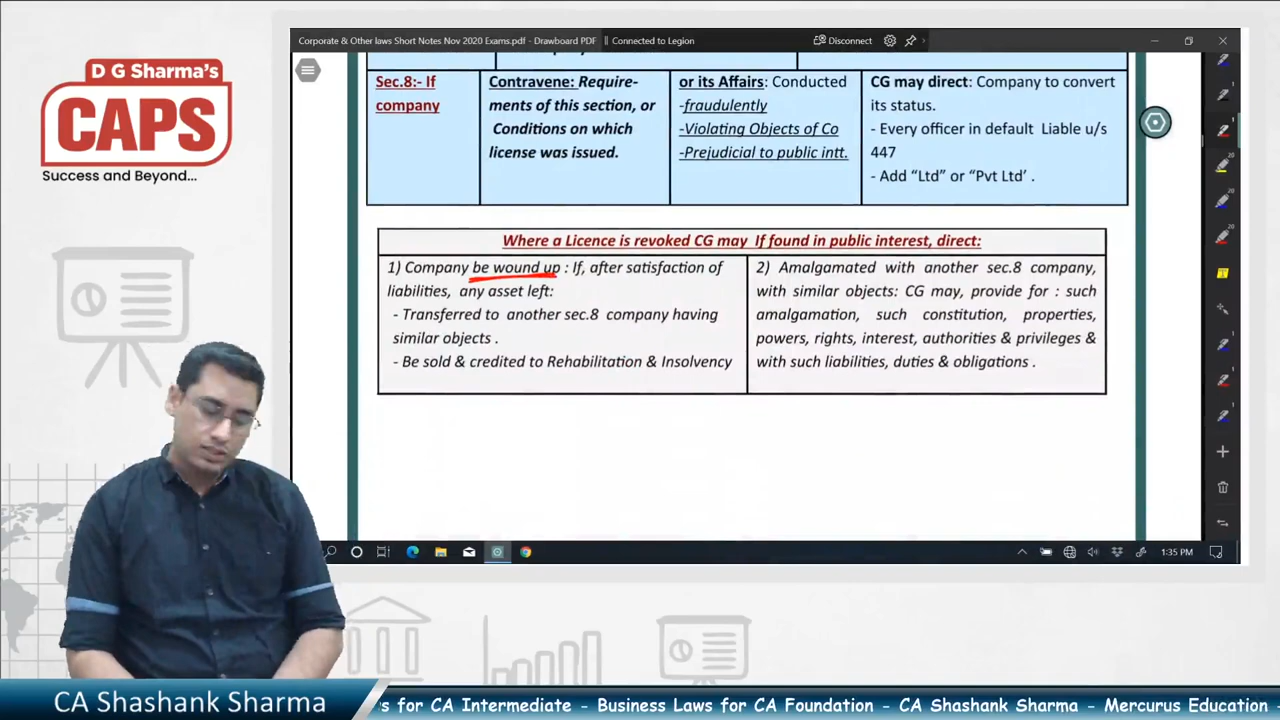 D G Sharma's
CAPS
Success and Beyond...
Corporate & Other laws Short Notes Nov 2020 Exams.pdf - Drawboard PDF
Connected to Legion
Disconnect
Sec.8:- If
company
Contravene: Require-
ments of this section, or
Conditions on which
license was issued.
or its Affairs: Conducted
-fraudulently
-Violating Objects of Co
-Prejudicial to public intt.
CG may direct: Company to convert
its status.
- Every officer in default Liable u/s
447
- Add “Ltd” or “Pvt Ltd’ .
Where a Licence is revoked CG may If found in public interest, direct:
1) Company be wound up : If, after satisfaction of
liabilities, any asset left:
- Transferred to another sec.8 company having
similar objects .
- Be sold & credited to Rehabilitation & Insolvency
2) Amalgamated with another sec.8 company,
with similar objects: CG may, provide for : such
amalgamation, such constitution, properties,
powers, rights, interest, authorities & privileges &
with such liabilities, duties & obligations .
1:35 PM
CA Shashank Sharma
s for CA Intermediate - Business Laws for CA Foundation - CA Shashank Sharma - Mercurus Education -